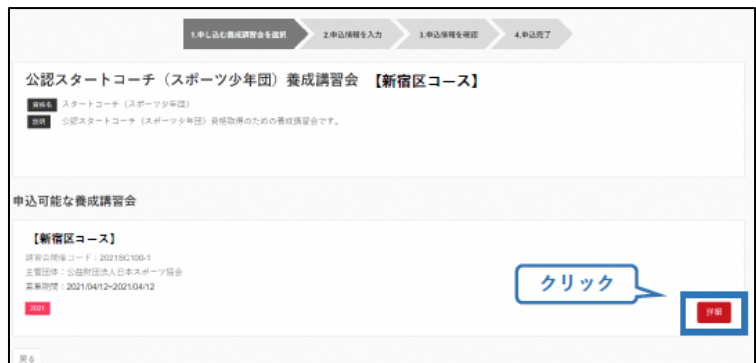 1.申し込む養成講習会を選択
2.申込情報を入力
3.申込情報を確認
4.申込完了
公認スタートコーチ（スポーツ少年団）養成講習会 【新宿区コース】
資格名 スタートコーチ（スポーツ少年団）
説明 公認スタートコーチ（スポーツ少年団）資格取得のための養成講習会です。
申込可能な養成講習会
【新宿区コース】
講習会開催コード：2021SC100-1
主管団体：公益財団法人日本スポーツ協会
募集期間：2021/04/12~2021/04/12
クリック
2021
詳細
戻る